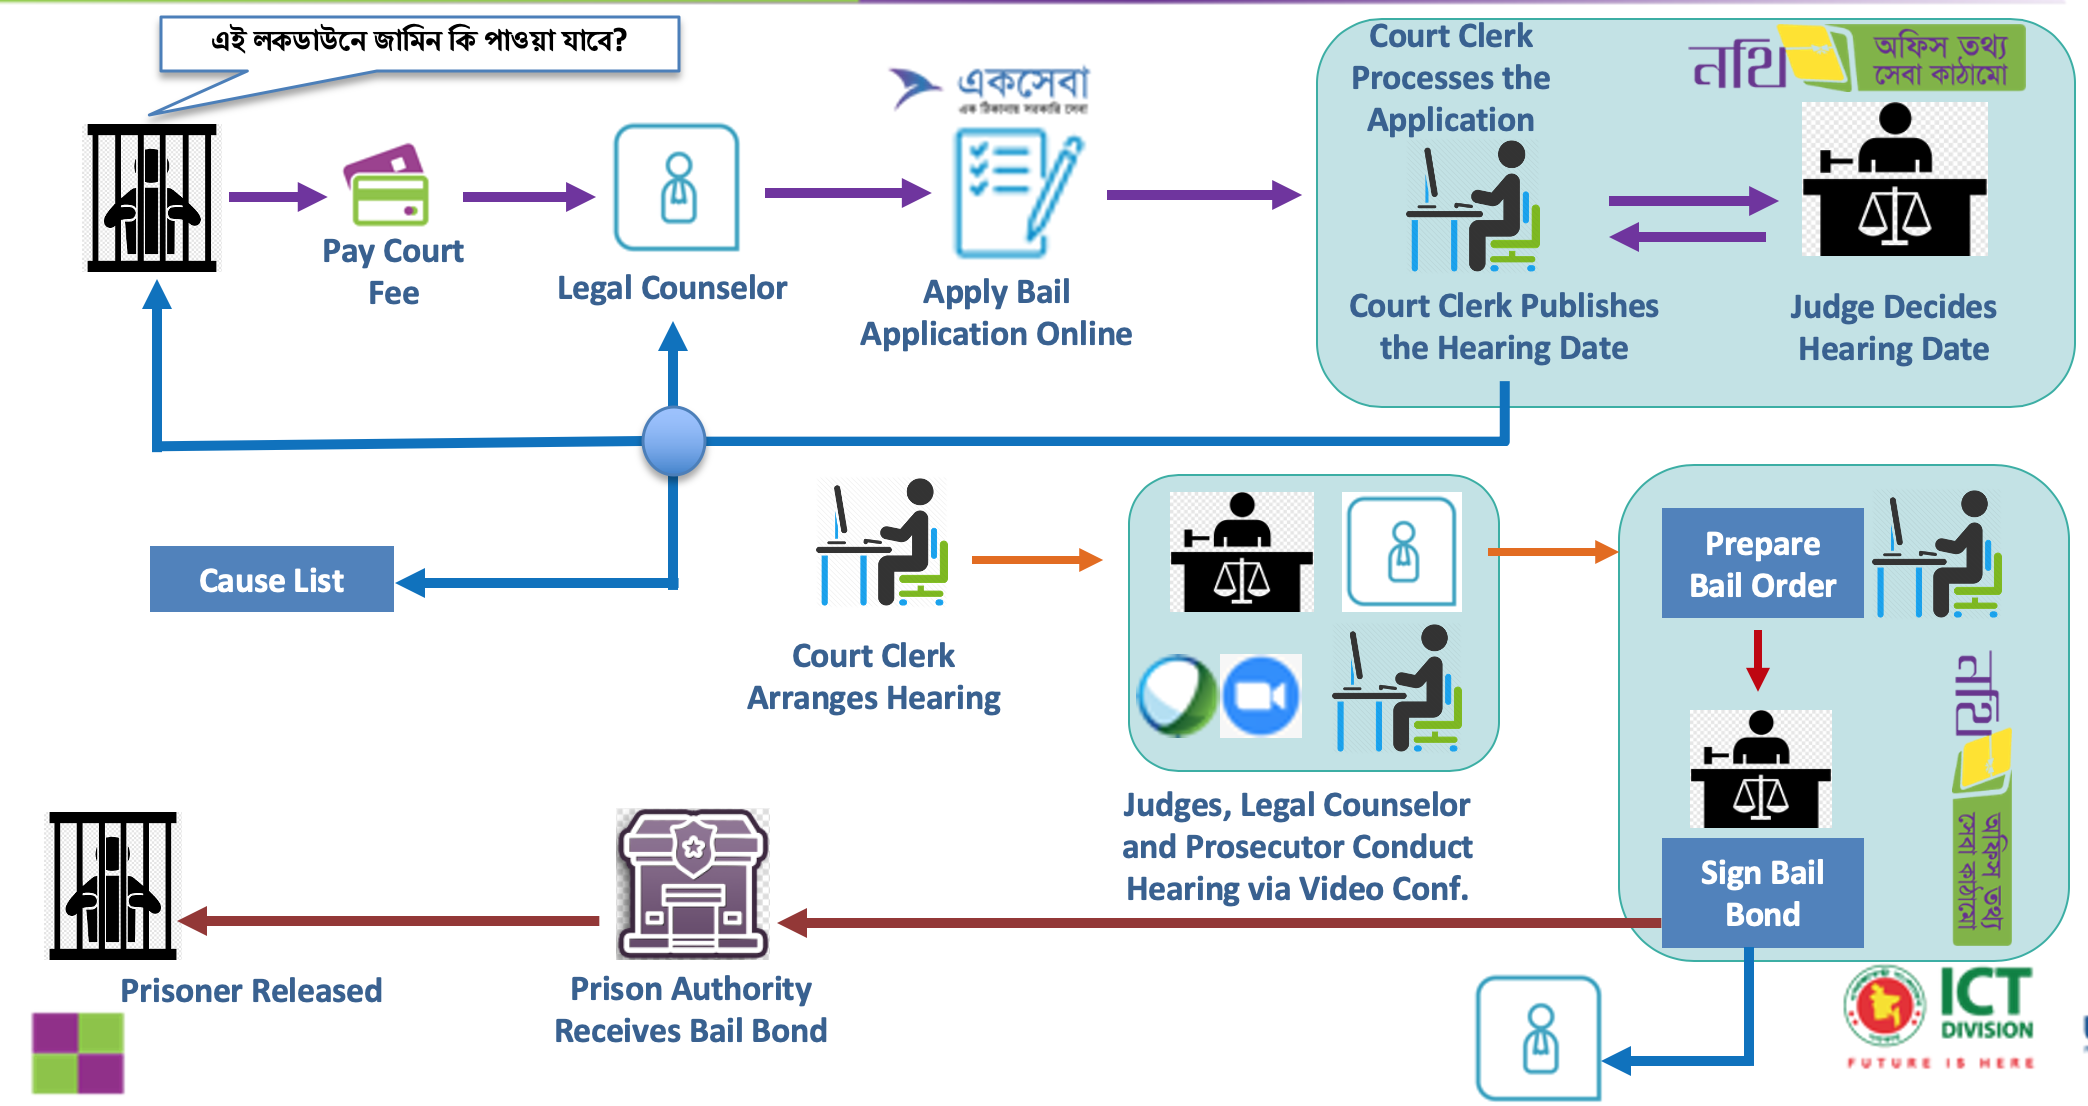 এই লকডাউনে জামিন কি পাওয়া যাবে?
একসেবা
এক ঠিকানায় সরকারি সেবা
Pay Court
Fee
Legal Counselor
Apply Bail
Application Online
Court Clerk
Processes the
Application
নথি
অফিস তথ্য
সেবা কাঠামো
Court Clerk Publishes
the Hearing Date
Judge Decides
Hearing Date
Cause List
Court Clerk
Arranges Hearing
Judges, Legal Counselor
and Prosecutor Conduct
Hearing via Video Conf.
Prepare
Bail Order
নথি
অফিস তথ্য
সেবা কাঠামো
Sign Bail
Bond
Prison Authority
Receives Bail Bond
Prisoner Released
ICT
DIVISION
FUTURE IS HERE